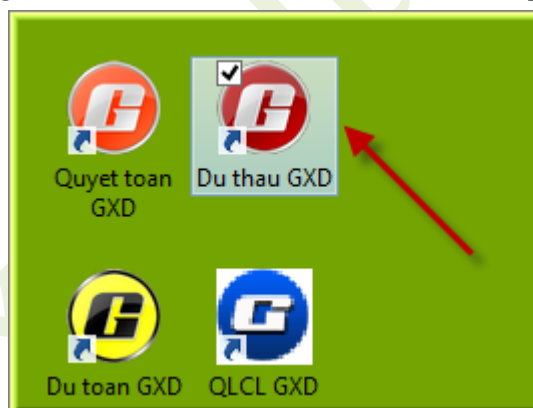 Quyet toan
GXD
Du thau GXD
Du toan GXD
QLCL GXD